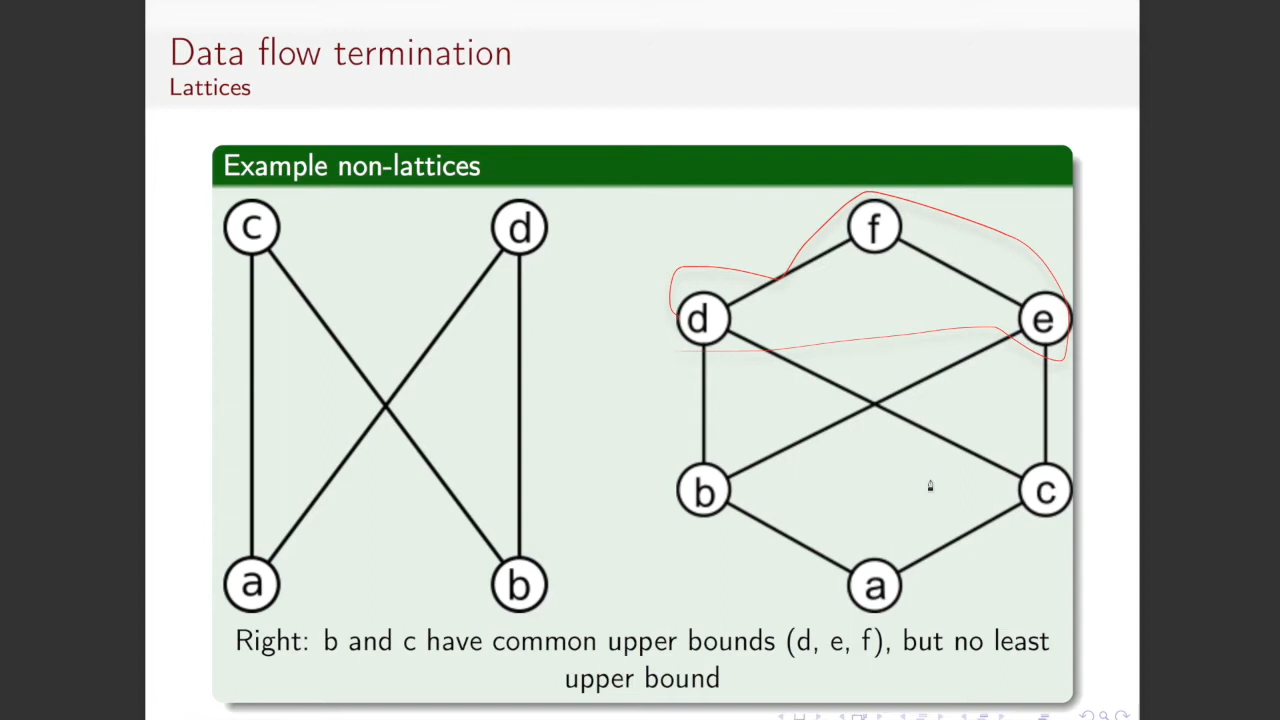 Data flow termination
Lattices
Example non-lattices
c
d
f
d
e
b
c
a
b
a
Right: b and c have common upper bounds (d, e, f), but no least
upper bound